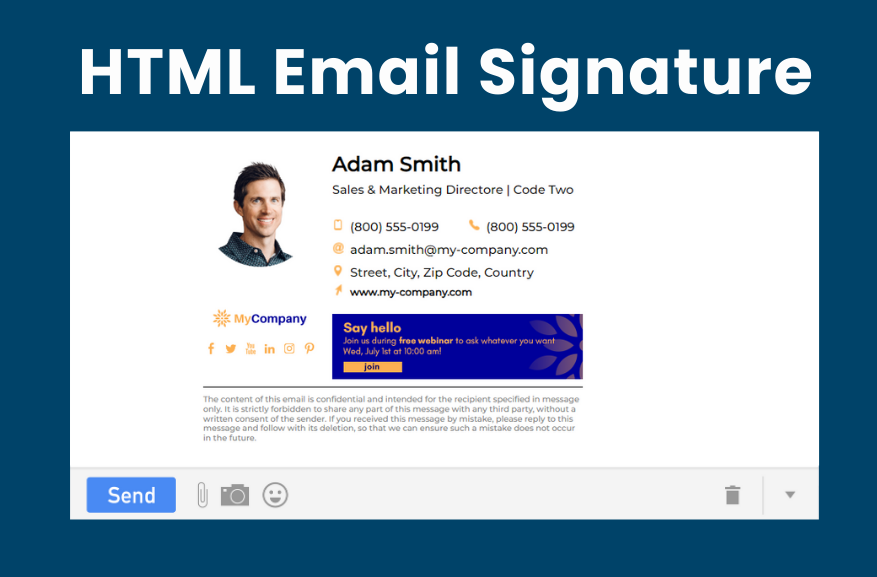 HTML Email Signature
Adam Smith
Sales & Marketing Directore | Code Two
(800) 555-0199 (800) 555-0199
adam.smith@my-company.com
Street, City, Zip Code, Country
www.my-company.com
MyCompany
Say hello
Join us during free webinar to ask whatever you want
Wed, July 1st at 10:00 am!
join
The content of this email is confidential and intended for the recipient specified in message
only. It is strictly forbidden to share any part of this message with any third party, without a
written consent of the sender. If you received this message by mistake, please reply to this
message and follow with its deletion, so that we can ensure such a mistake does not occur
in the future.
Send